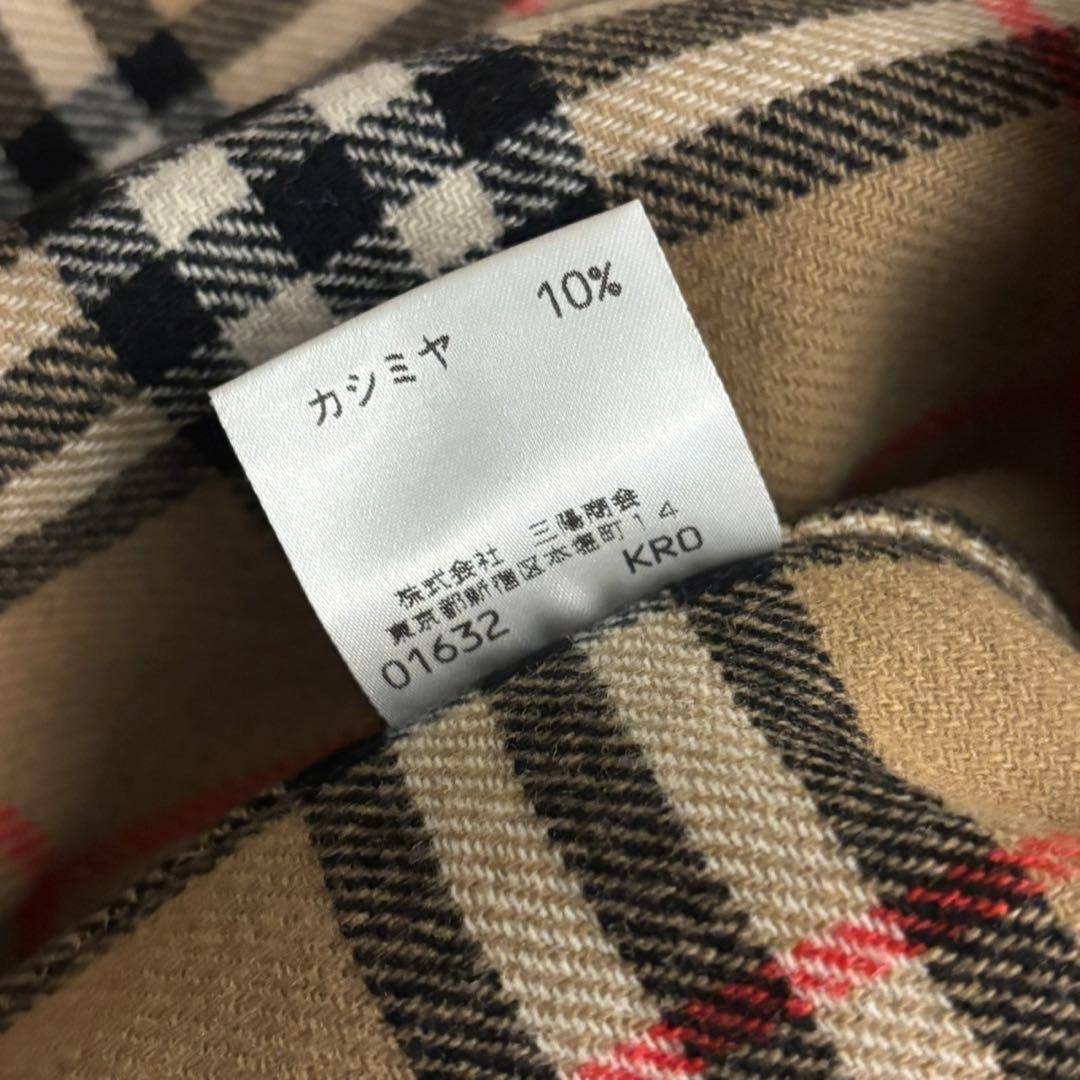 カシミヤ 10%
株式会社 三陽商会
東京都新宿区本塩町14
01632 KRO